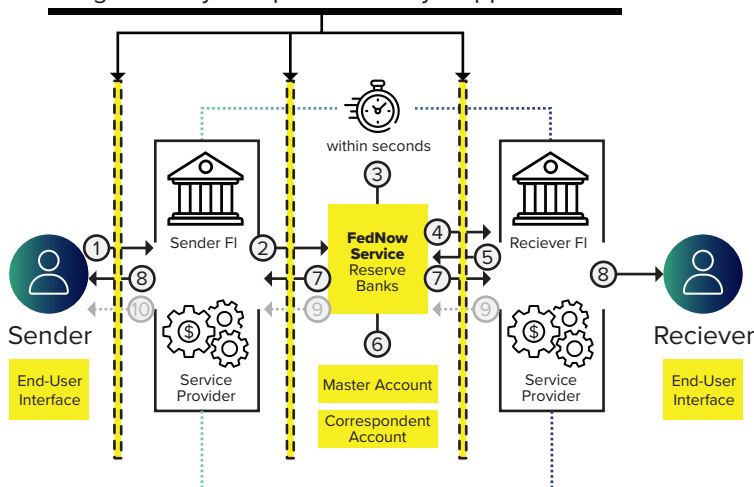 within seconds
3
1
Sender FI
2
FedNow
Service
Reserve
Banks
4
5
Reciever FI
8
7
7
8
10
9
9
$
$
Sender
Reciever
6
End-User
Interface
Service
Provider
Master Account
Correspondent
Account
Service
Provider
End-User
Interface